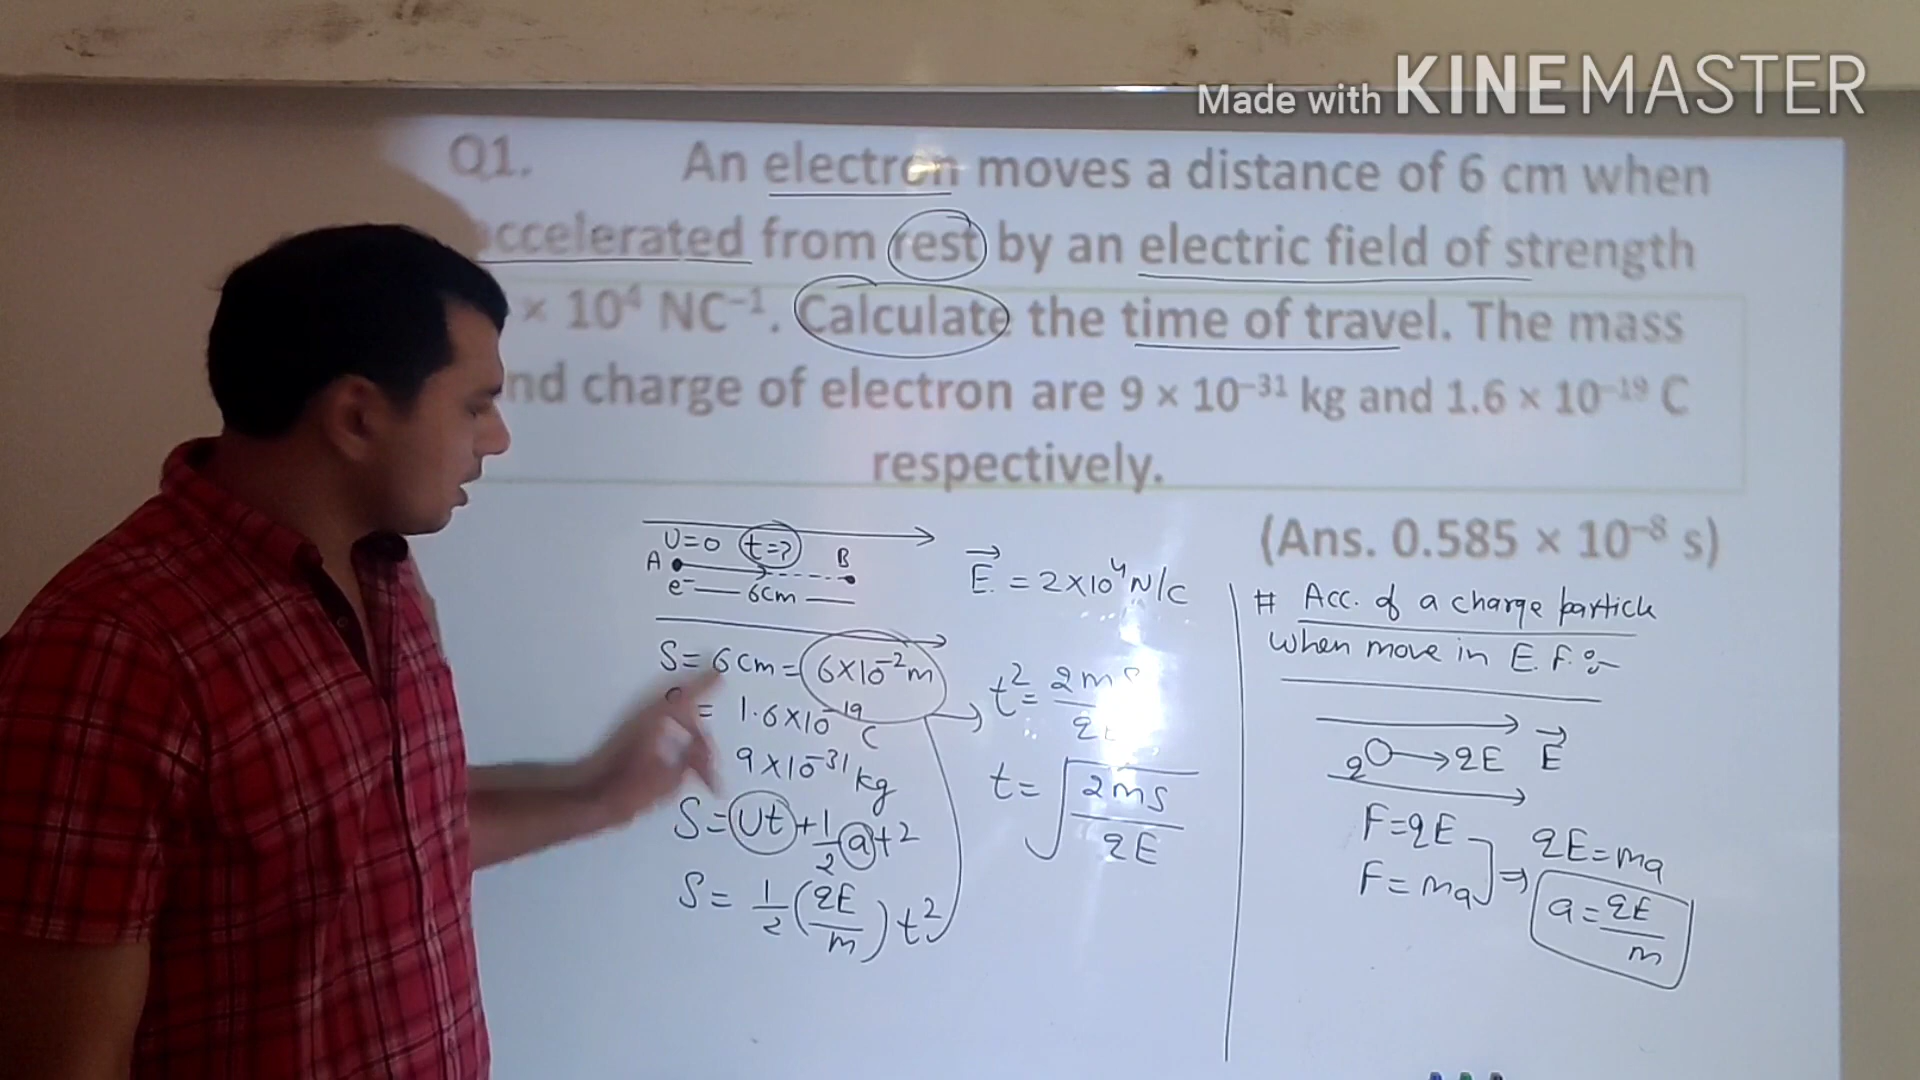 Made with KINEMASTER
Q1. An electron moves a distance of 6 cm when
ccelerated from rest by an electric field of strength
× 10⁴ NC⁻¹. Calculate the time of travel. The mass
nd charge of electron are 9 × 10⁻³¹ kg and 1.6 × 10⁻¹⁹ C
respectively.
(Ans. 0.585 × 10⁻⁸ s)
U=0 t=?
A B
e⁻ 6cm
E⃗ = 2×10⁴ N/C
S= 6cm = 6×10⁻²m
= 1.6×10⁻¹⁹C
9×10⁻³¹kg
S= Ut + 1/2 at²
S= 1/2 (qE/m) t²
t² = 2m
t= √(2ms/qE)
# Acc. of a charge particle
when move in E.F. :-
q → qE E⃗
F=qE
F=ma
⇒ qE=ma
a= qE/m